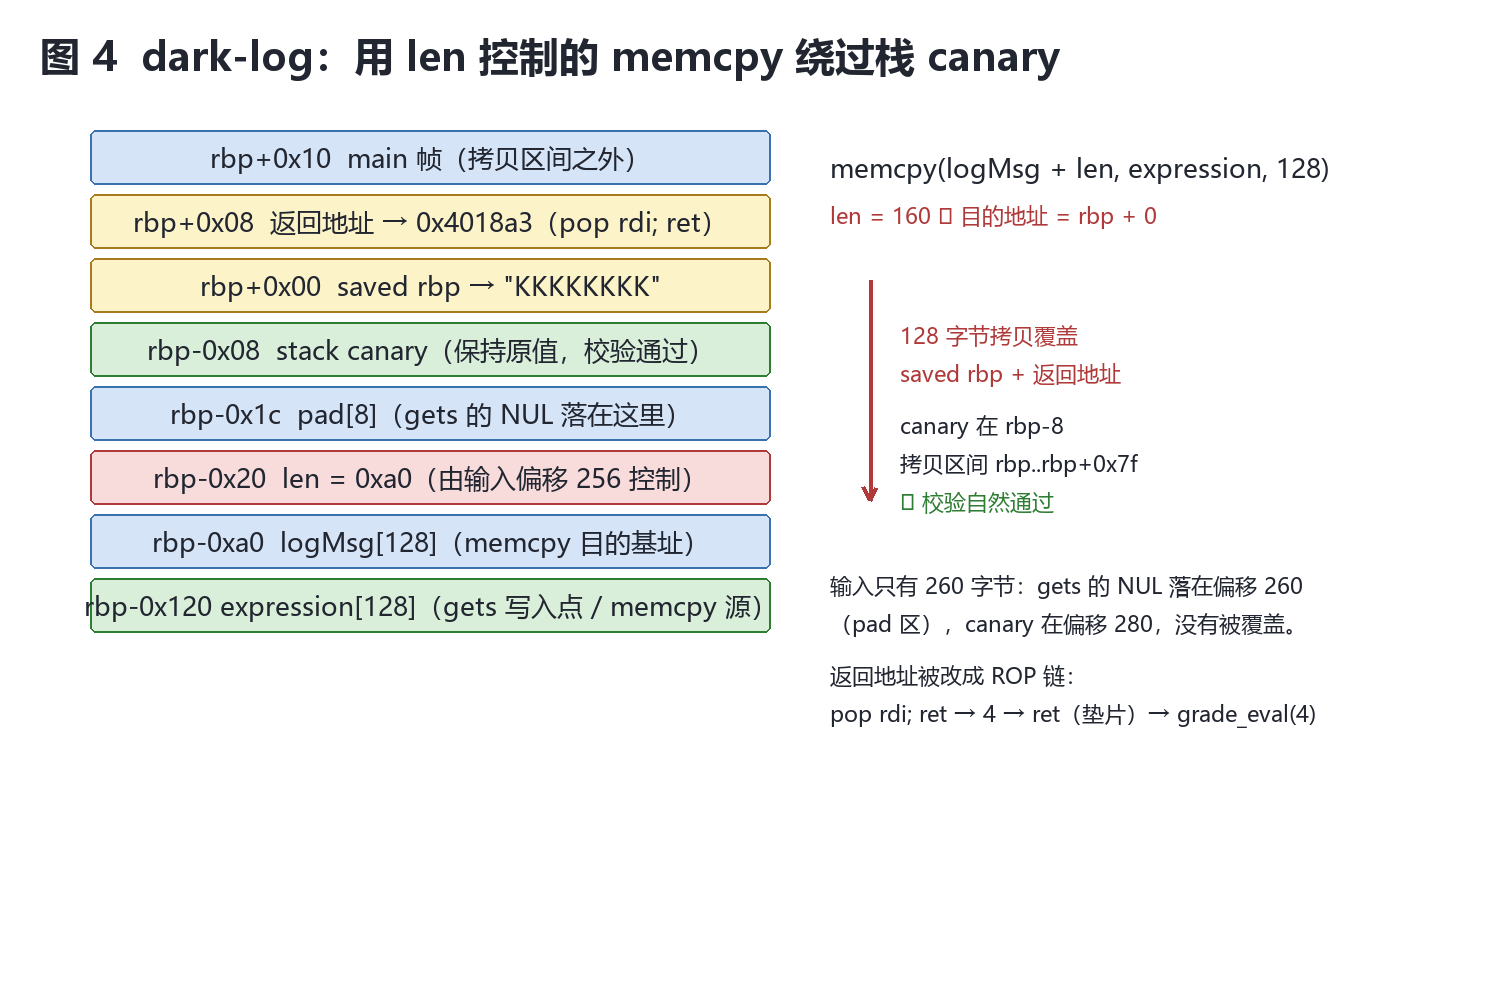 图 4 dark-log：用 len 控制的 memcpy 绕过栈 canary
rbp+0x10 main 帧（拷贝区间之外）
rbp+0x08 返回地址 → 0x4018a3（pop rdi; ret）
rbp+0x00 saved rbp → "KKKKKKKK"
rbp-0x08 stack canary（保持原值，校验通过）
rbp-0x1c pad[8]（gets 的 NUL 落在这里）
rbp-0x20 len = 0xa0（由输入偏移 256 控制）
rbp-0xa0 logMsg[128]（memcpy 目的基址）
rbp-0x120 expression[128]（gets 写入点 / memcpy 源）
memcpy(logMsg + len, expression, 128)
len = 160 □ 目的地址 = rbp + 0
128 字节拷贝覆盖
saved rbp + 返回地址
canary 在 rbp-8
拷贝区间 rbp..rbp+0x7f
□ 校验自然通过
输入只有 260 字节：gets 的 NUL 落在偏移 260
（pad 区），canary 在偏移 280，没有被覆盖。
返回地址被改成 ROP 链：
pop rdi; ret → 4 → ret（垫片）→ grade_eval(4)